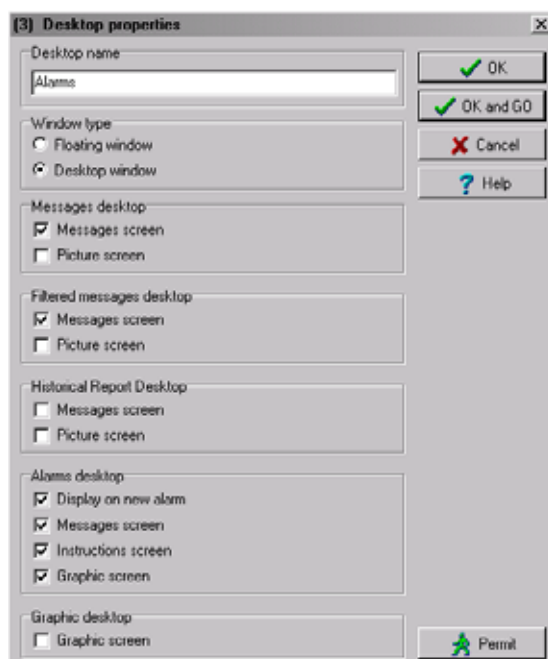 (3) Desktop properties
Desktop name
Alarms
OK
OK and GO
Cancel
Help
Window type
Floating window
Desktop window
Messages desktop
Messages screen
Picture screen
Filtered messages desktop
Messages screen
Picture screen
Historical Report Desktop
Messages screen
Picture screen
Alarms desktop
Display on new alarm
Messages screen
Instructions screen
Graphic screen
Graphic desktop
Graphic screen
Permit